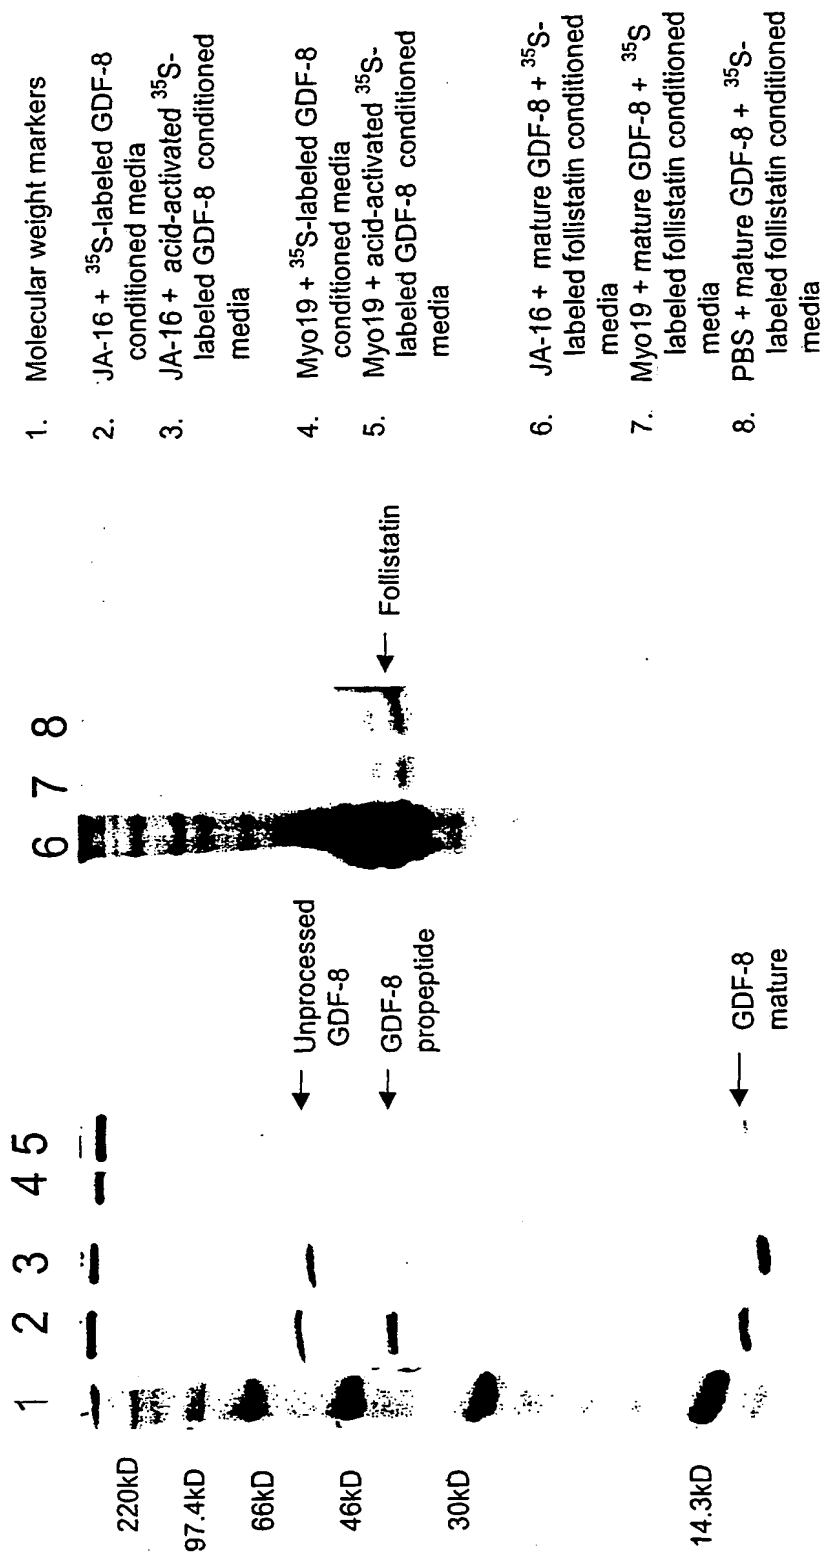 1 2 3 4 5
6 7 8
220kD
97.4kD
66kD
46kD
30kD
14.3kD
Unprocessed
GDF-8
GDF-8
propeptide
GDF-8
mature
Follistatin
1. Molecular weight markers
2. JA-16 + ³⁵S-labeled GDF-8
conditioned media
3. JA-16 + acid-activated ³⁵S-
labeled GDF-8 conditioned
media
4. Myo19 + ³⁵S-labeled GDF-8
conditioned media
5. Myo19 + acid-activated ³⁵S-
labeled GDF-8 conditioned
media
6. JA-16 + mature GDF-8 + ³⁵S-
labeled follistatin conditioned
media
7. Myo19 + mature GDF-8 + ³⁵S
labeled follistatin conditioned
media
8. PBS + mature GDF-8 + ³⁵S-
labeled follistatin conditioned
media